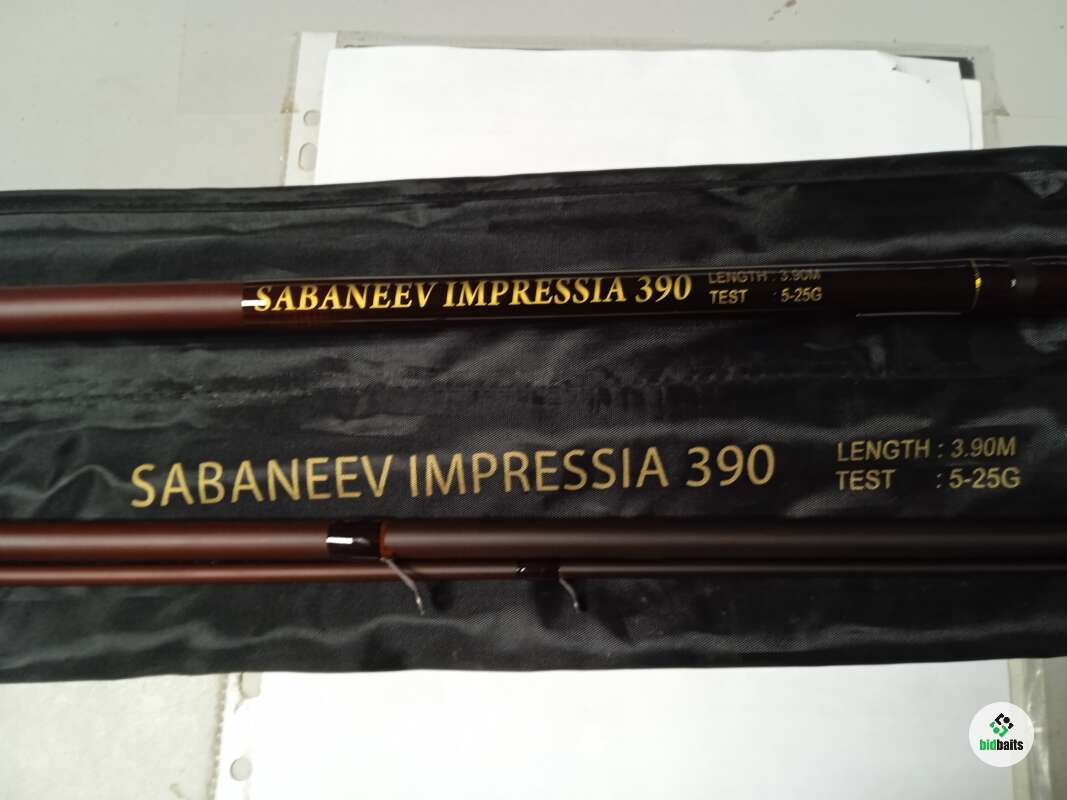 SABANEEV IMPRESSIA 390
LENGTH : 3.90M
TEST : 5-25G
SABANEEV IMPRESSIA 390
LENGTH : 3.90M
TEST : 5-25G
bidbaits